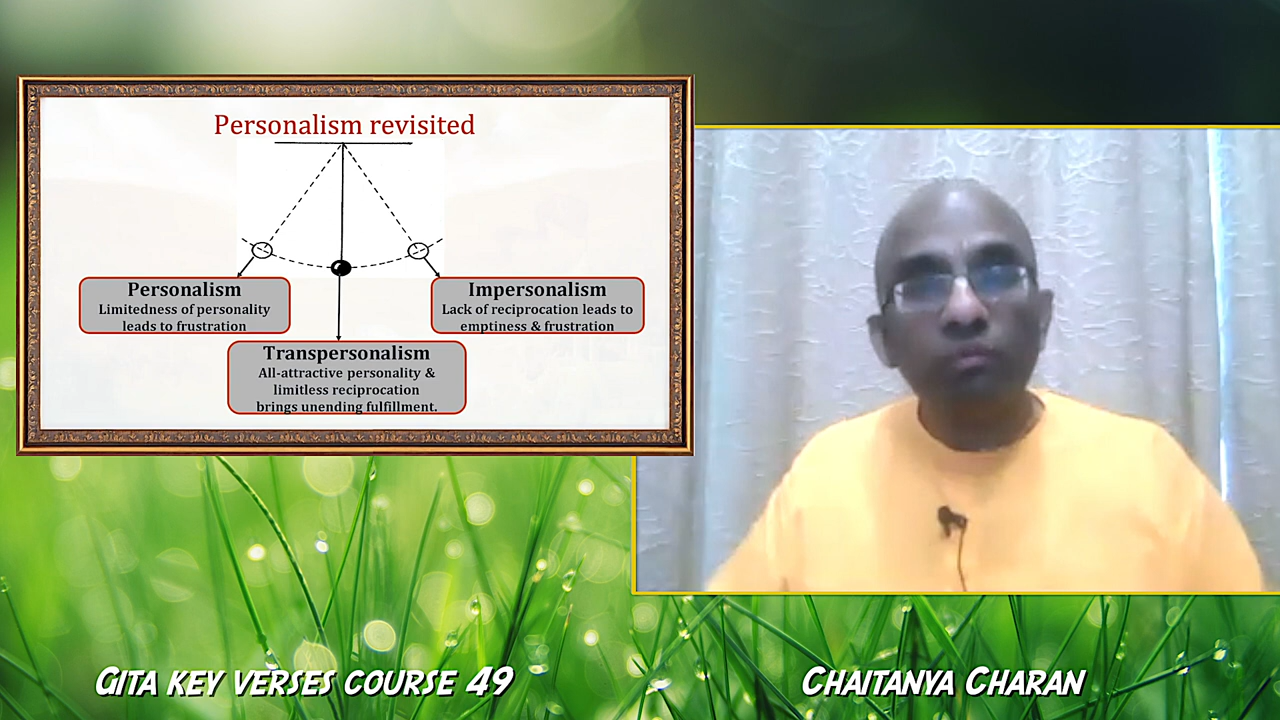 Personalism revisited
Personalism
Limitedness of personality
leads to frustration
Impersonalism
Lack of reciprocation leads to
emptiness & frustration
Transpersonalism
All-attractive personality &
limitless reciprocation
brings unending fulfillment.
GITA KEY VERSES COURSE 49
CHAITANYA CHARAN